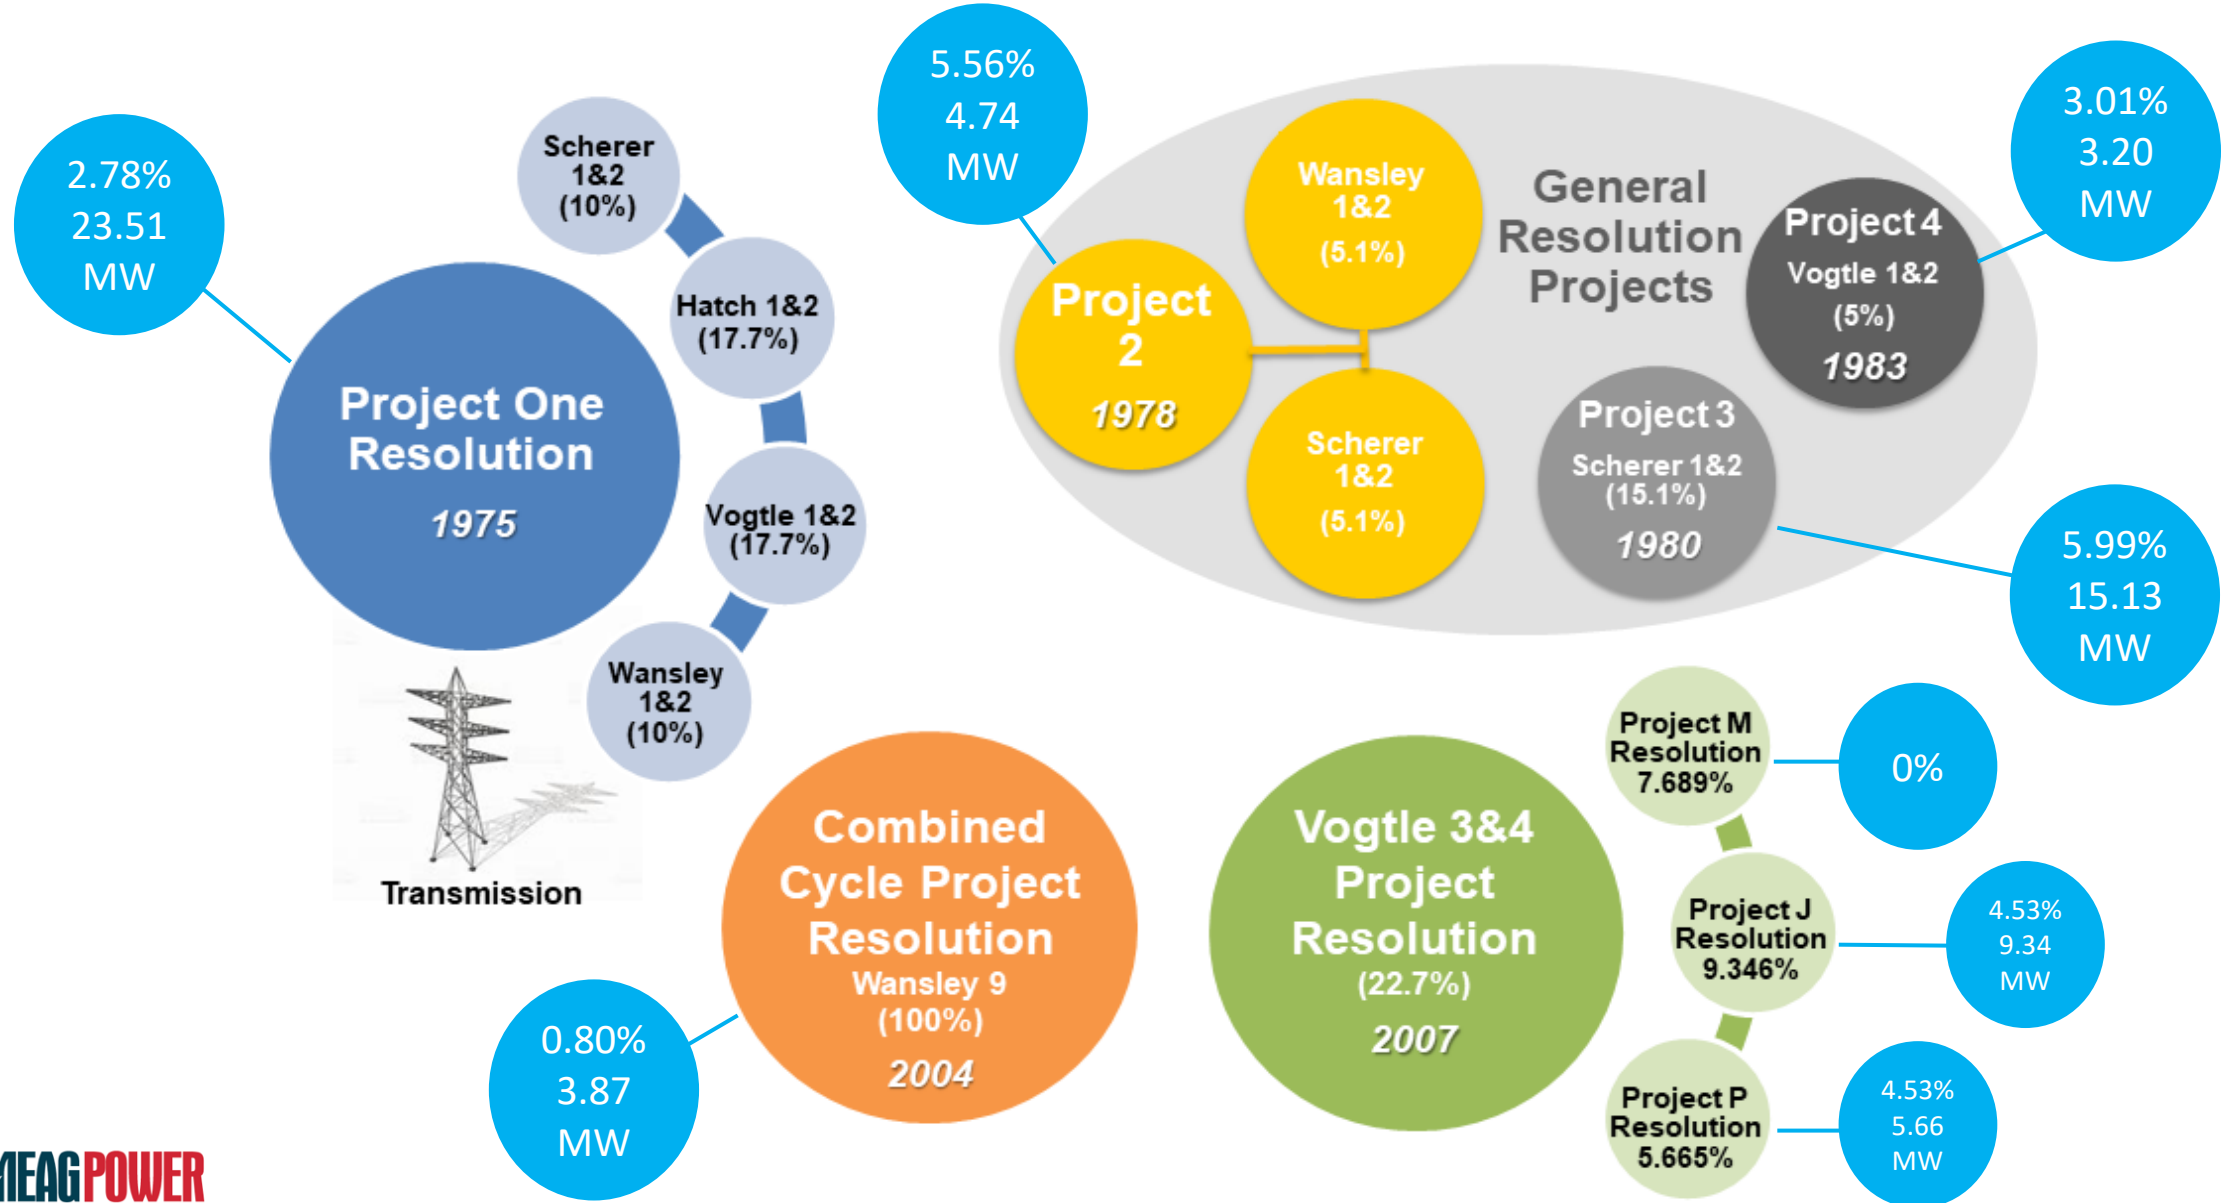 2.78%
23.51
MW
Project One
Resolution
1975
Scherer
1&2
(10%)
Hatch 1&2
(17.7%)
Vogtle 1&2
(17.7%)
Wansley
1&2
(10%)
Transmission
5.56%
4.74
MW
General
Resolution
Projects
Project
2
1978
Wansley
1&2
(5.1%)
Scherer
1&2
(5.1%)
Project 3
Scherer 1&2
(15.1%)
1980
Project 4
Vogtle 1&2
(5%)
1983
3.01%
3.20
MW
5.99%
15.13
MW
Combined
Cycle Project
Resolution
Wansley 9
(100%)
2004
0.80%
3.87
MW
Vogtle 3&4
Project
Resolution
(22.7%)
2007
Project M
Resolution
7.689%
0%
Project J
Resolution
9.346%
4.53%
9.34
MW
Project P
Resolution
5.665%
4.53%
5.66
MW
MEAGPOWER